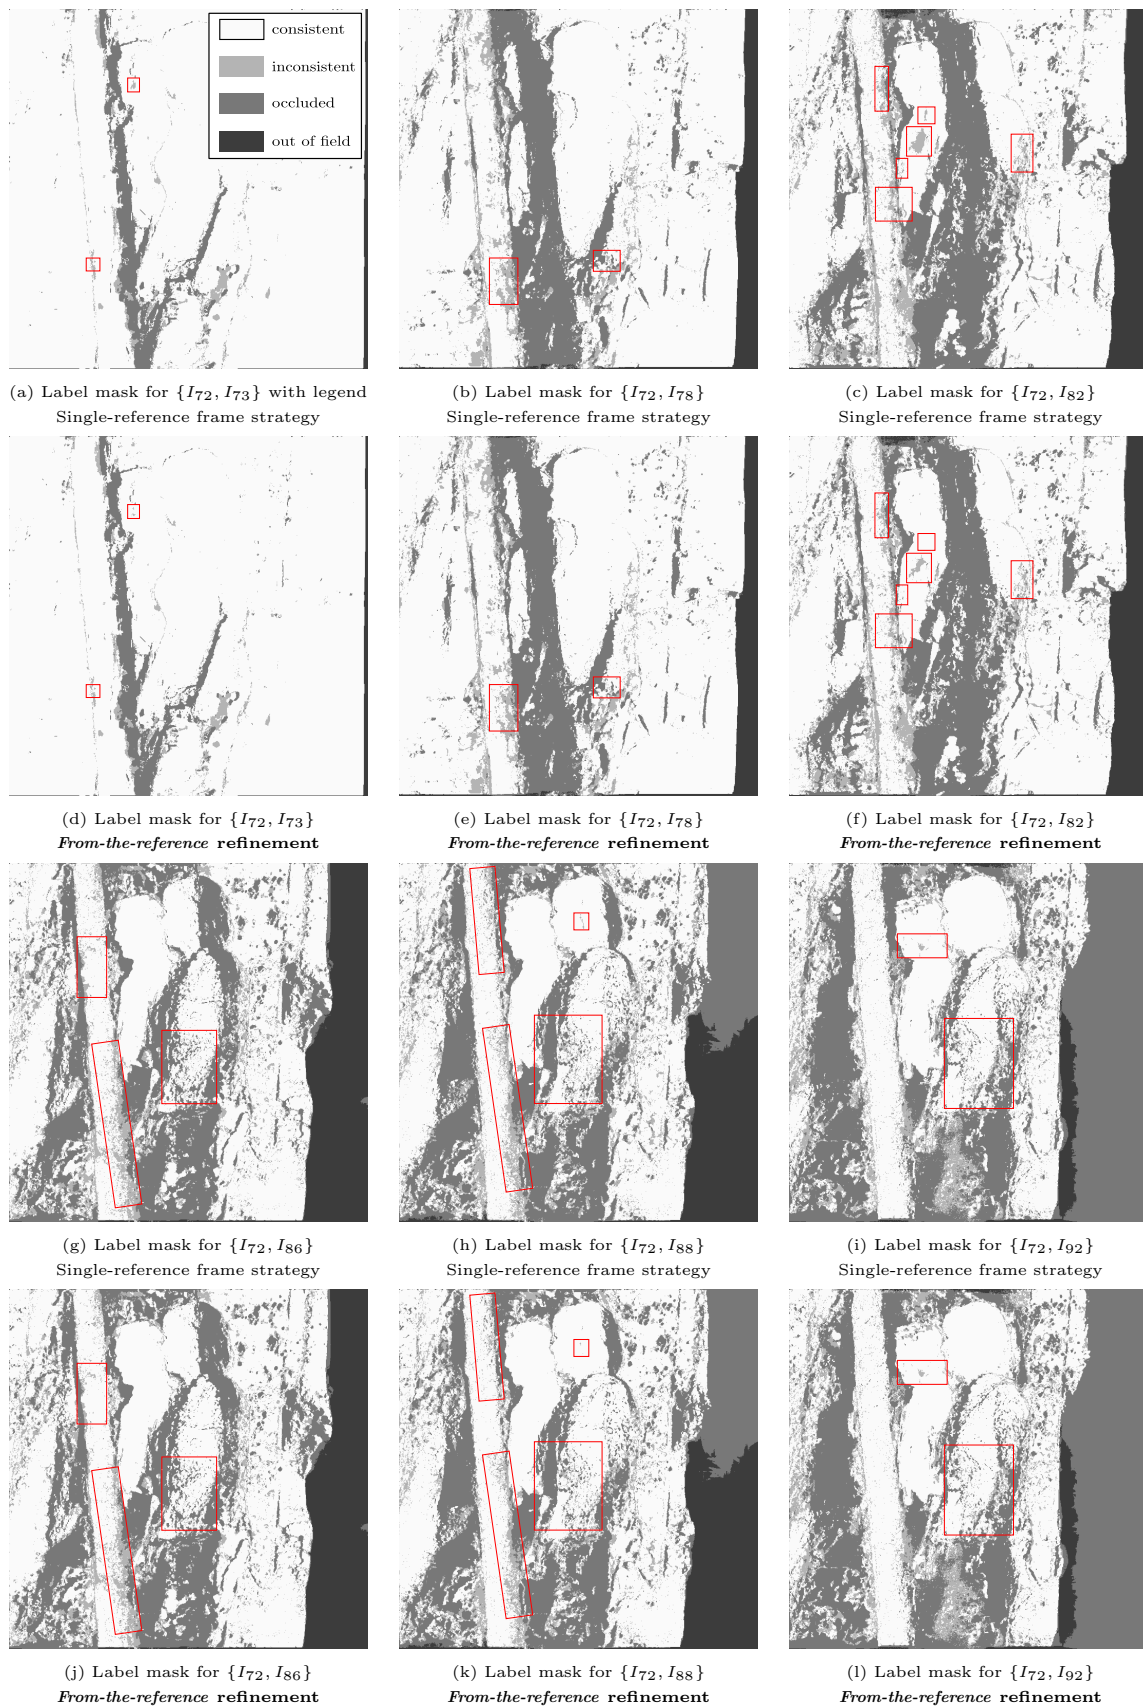 consistent
inconsistent
occluded
out of field
(a) Label mask for {I72, I73} with legend
Single-reference frame strategy
(b) Label mask for {I72, I78}
Single-reference frame strategy
(c) Label mask for {I72, I82}
Single-reference frame strategy
(d) Label mask for {I72, I73}
From-the-reference refinement
(e) Label mask for {I72, I78}
From-the-reference refinement
(f) Label mask for {I72, I82}
From-the-reference refinement
(g) Label mask for {I72, I86}
Single-reference frame strategy
(h) Label mask for {I72, I88}
Single-reference frame strategy
(i) Label mask for {I72, I92}
Single-reference frame strategy
(j) Label mask for {I72, I86}
From-the-reference refinement
(k) Label mask for {I72, I88}
From-the-reference refinement
(l) Label mask for {I72, I92}
From-the-reference refinement